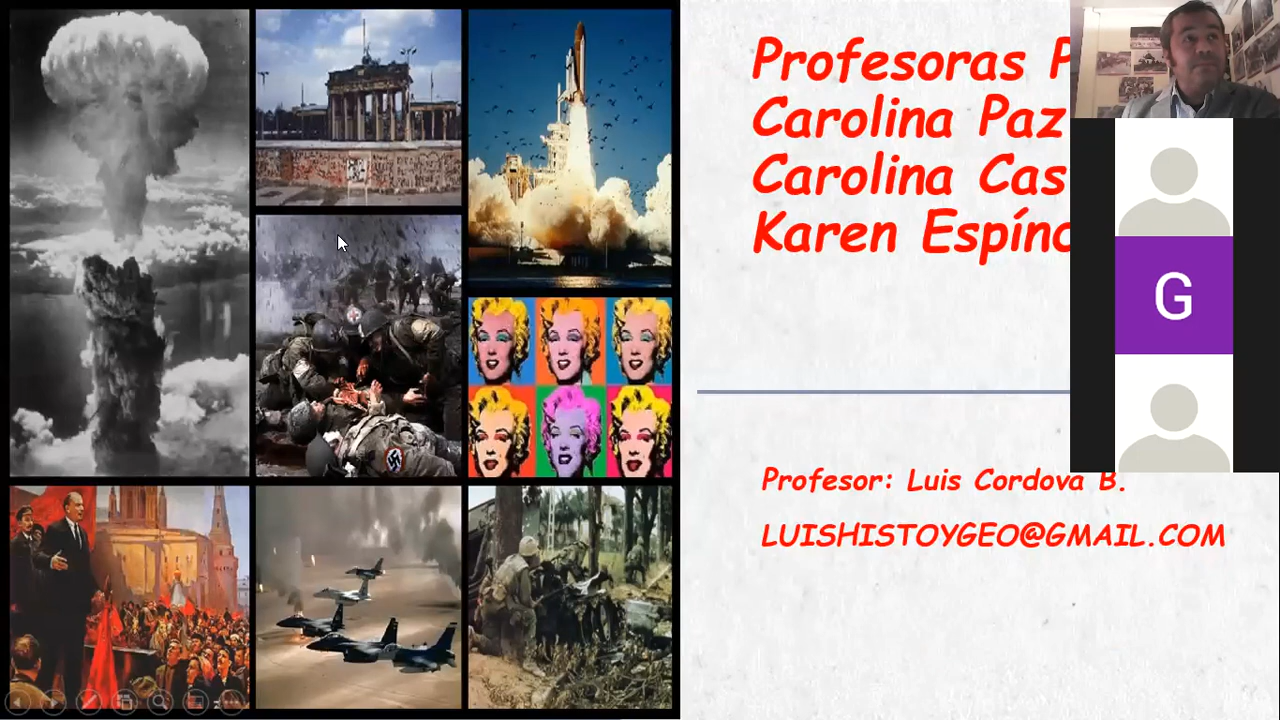 Profesoras
Carolina Paz
Carolina
Karen
G
Profesor: Luis Cordova B.
LUISHISTOYGEO@GMAIL.COM